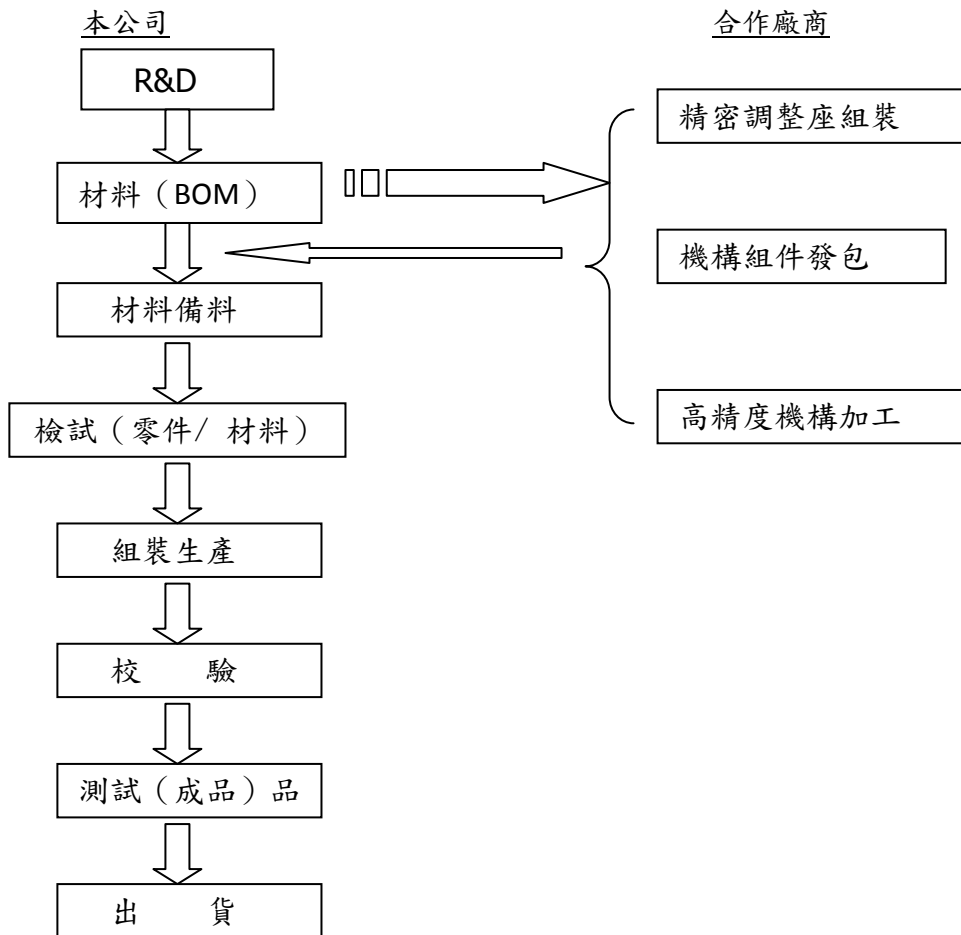 本公司
合作廠商
R&D
精密調整座組裝
材料（BOM）
機構組件發包
材料備料
高精度機構加工
檢試（零件/ 材料）
組裝生產
校 驗
測試（成品）品
出 貨